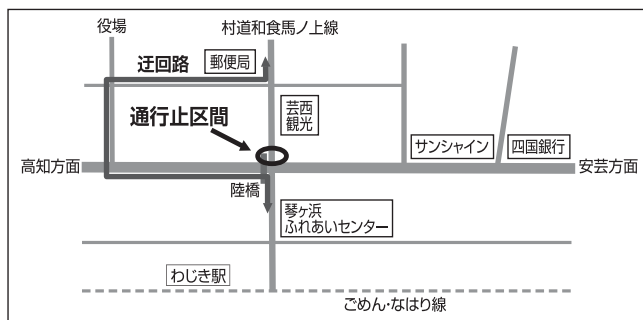 役場
村道和食馬ノ上線
迂回路
郵便局
通行止区間
芸西
観光
サンシャイン
四国銀行
高知方面
安芸方面
陸橋
琴ヶ浜
ふれあいセンター
わじき駅
ごめん・なはり線